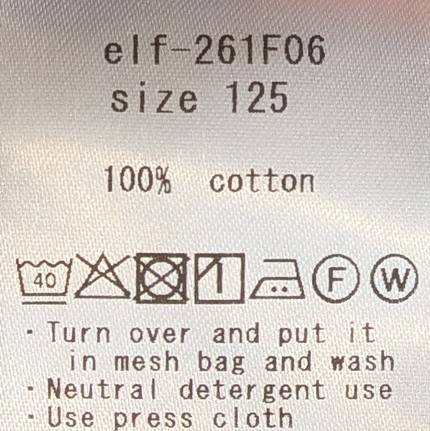 elf-261F06
size 125
100% cotton
40 F W
・Turn over and put it
in mesh bag and wash
・Neutral detergent use
・Use press cloth